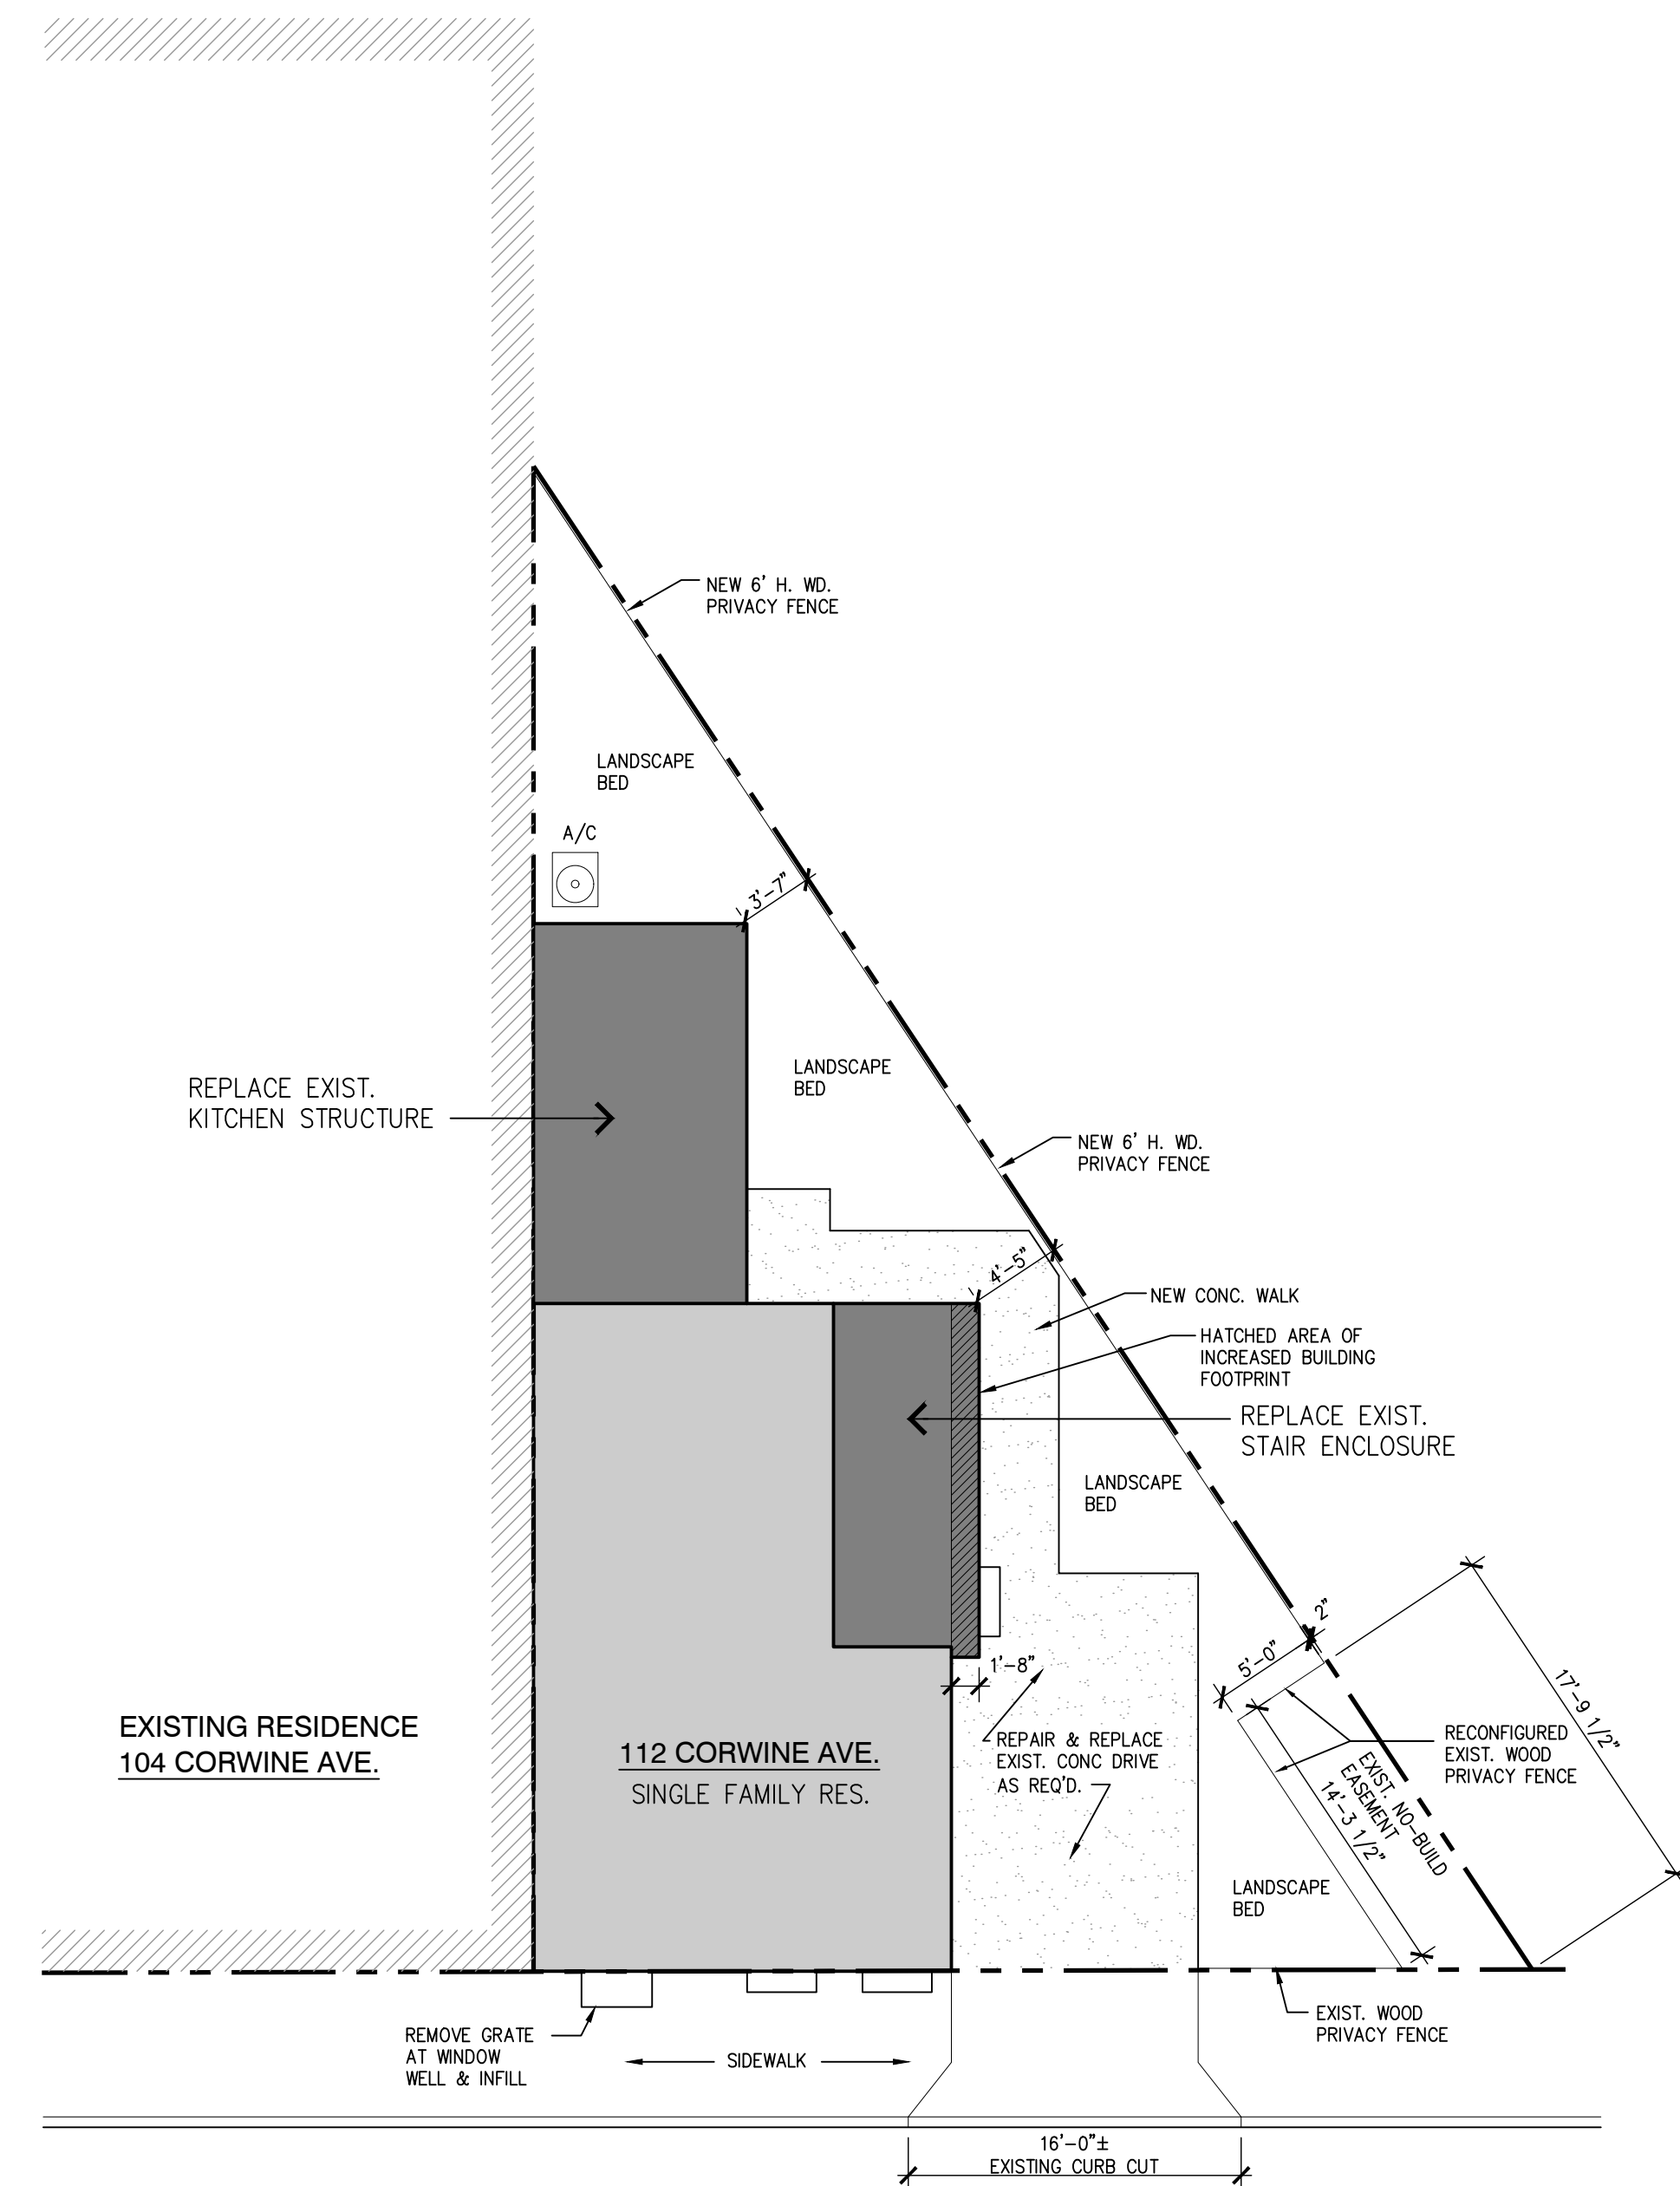 NEW 6' H. WD.
PRIVACY FENCE
LANDSCAPE
BED
A/C
3'-7"
LANDSCAPE
BED
REPLACE EXIST.
KITCHEN STRUCTURE
NEW 6' H. WD.
PRIVACY FENCE
4'-5"
NEW CONC. WALK
HATCHED AREA OF
INCREASED BUILDING
FOOTPRINT
REPLACE EXIST.
STAIR ENCLOSURE
LANDSCAPE
BED
2"
5'-0"
1'-8"
17'-9 1/2"
EXISTING RESIDENCE
104 CORWINE AVE.
112 CORWINE AVE.
SINGLE FAMILY RES.
REPAIR & REPLACE
EXIST. CONC DRIVE
AS REQ'D.
RECONFIGURED
EXIST. WOOD
PRIVACY FENCE
EXIST. NO-BUILD
EASEMENT
14'-3 1/2"
LANDSCAPE
BED
EXIST. WOOD
PRIVACY FENCE
REMOVE GRATE
AT WINDOW
WELL & INFILL
SIDEWALK
16'-0"±
EXISTING CURB CUT